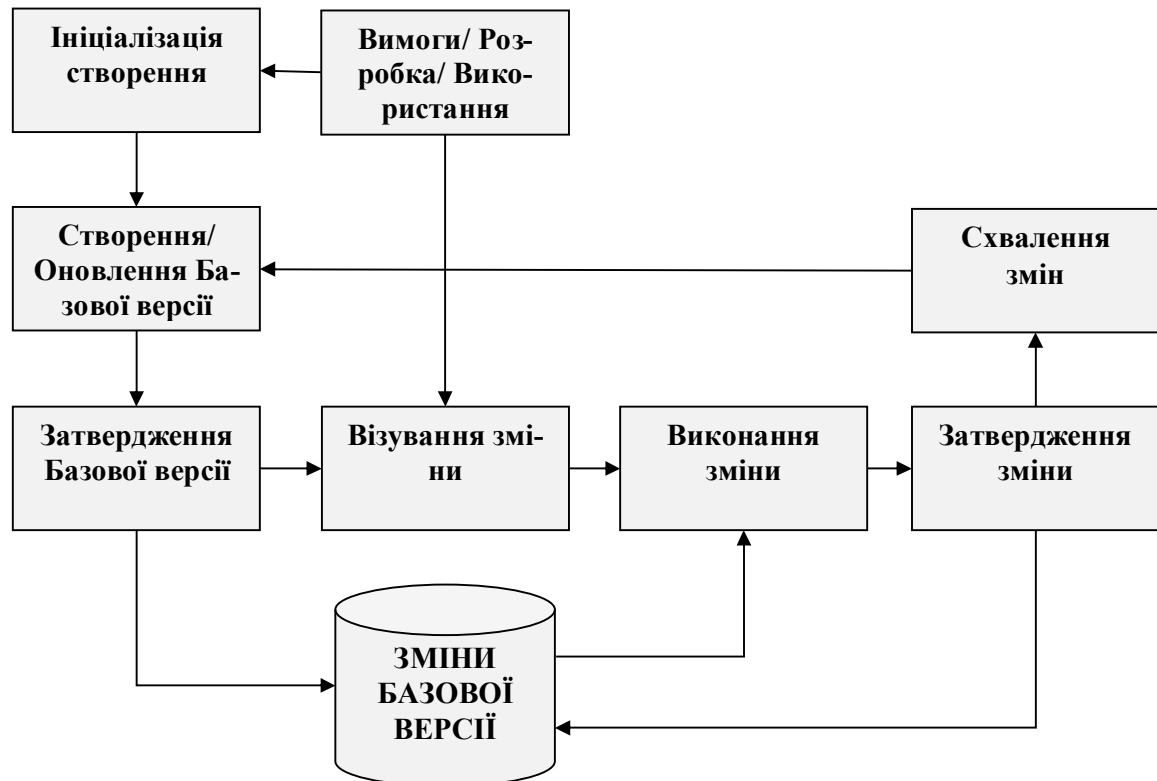 Ініціалізація
створення
Вимоги/ Роз-
робка/ Вико-
ристання
Створення/
Оновлення Ба-
зової версії
Схвалення
змін
Затвердження
Базової версії
Візування змі-
ни
Виконання
зміни
Затвердження
зміни
ЗМІНИ
БАЗОВОЇ
ВЕРСІЇ